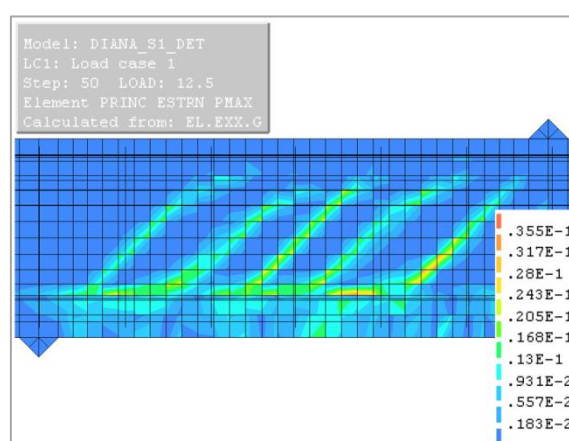 Model: DIANA_S1_DET
LC1: Load case 1
Step: 50 LOAD: 12.5
Element PRINC ESTRN PMAX
Calculated from: EL.EXX.G
.355E-1
.317E-1
.28E-1
.243E-1
.205E-1
.168E-1
.13E-1
.931E-2
.557E-2
.183E-2